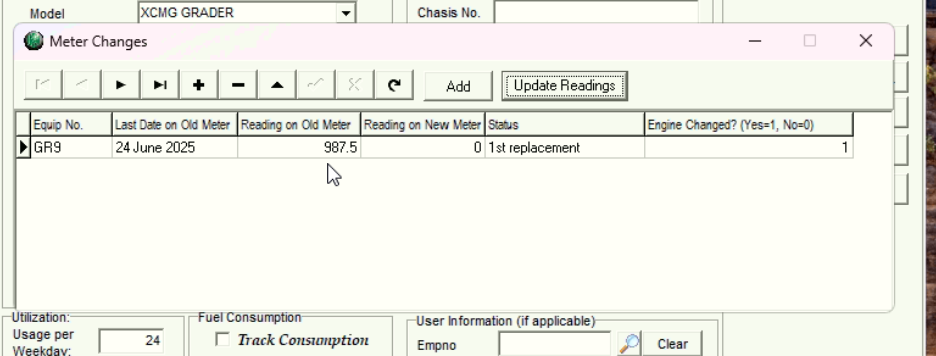 Model XCMG GRADER Chasis No.
Meter Changes
Add Update Readings
Equip No. Last Date on Old Meter Reading on Old Meter Reading on New Meter Status Engine Changed? (Yes=1, No=0)
GR9 24 June 2025 987.5 0 1st replacement 1
Utilization: Fuel Consumption User Information (if applicable)
Usage per Weekday: 24 Track Consumption Empno Clear